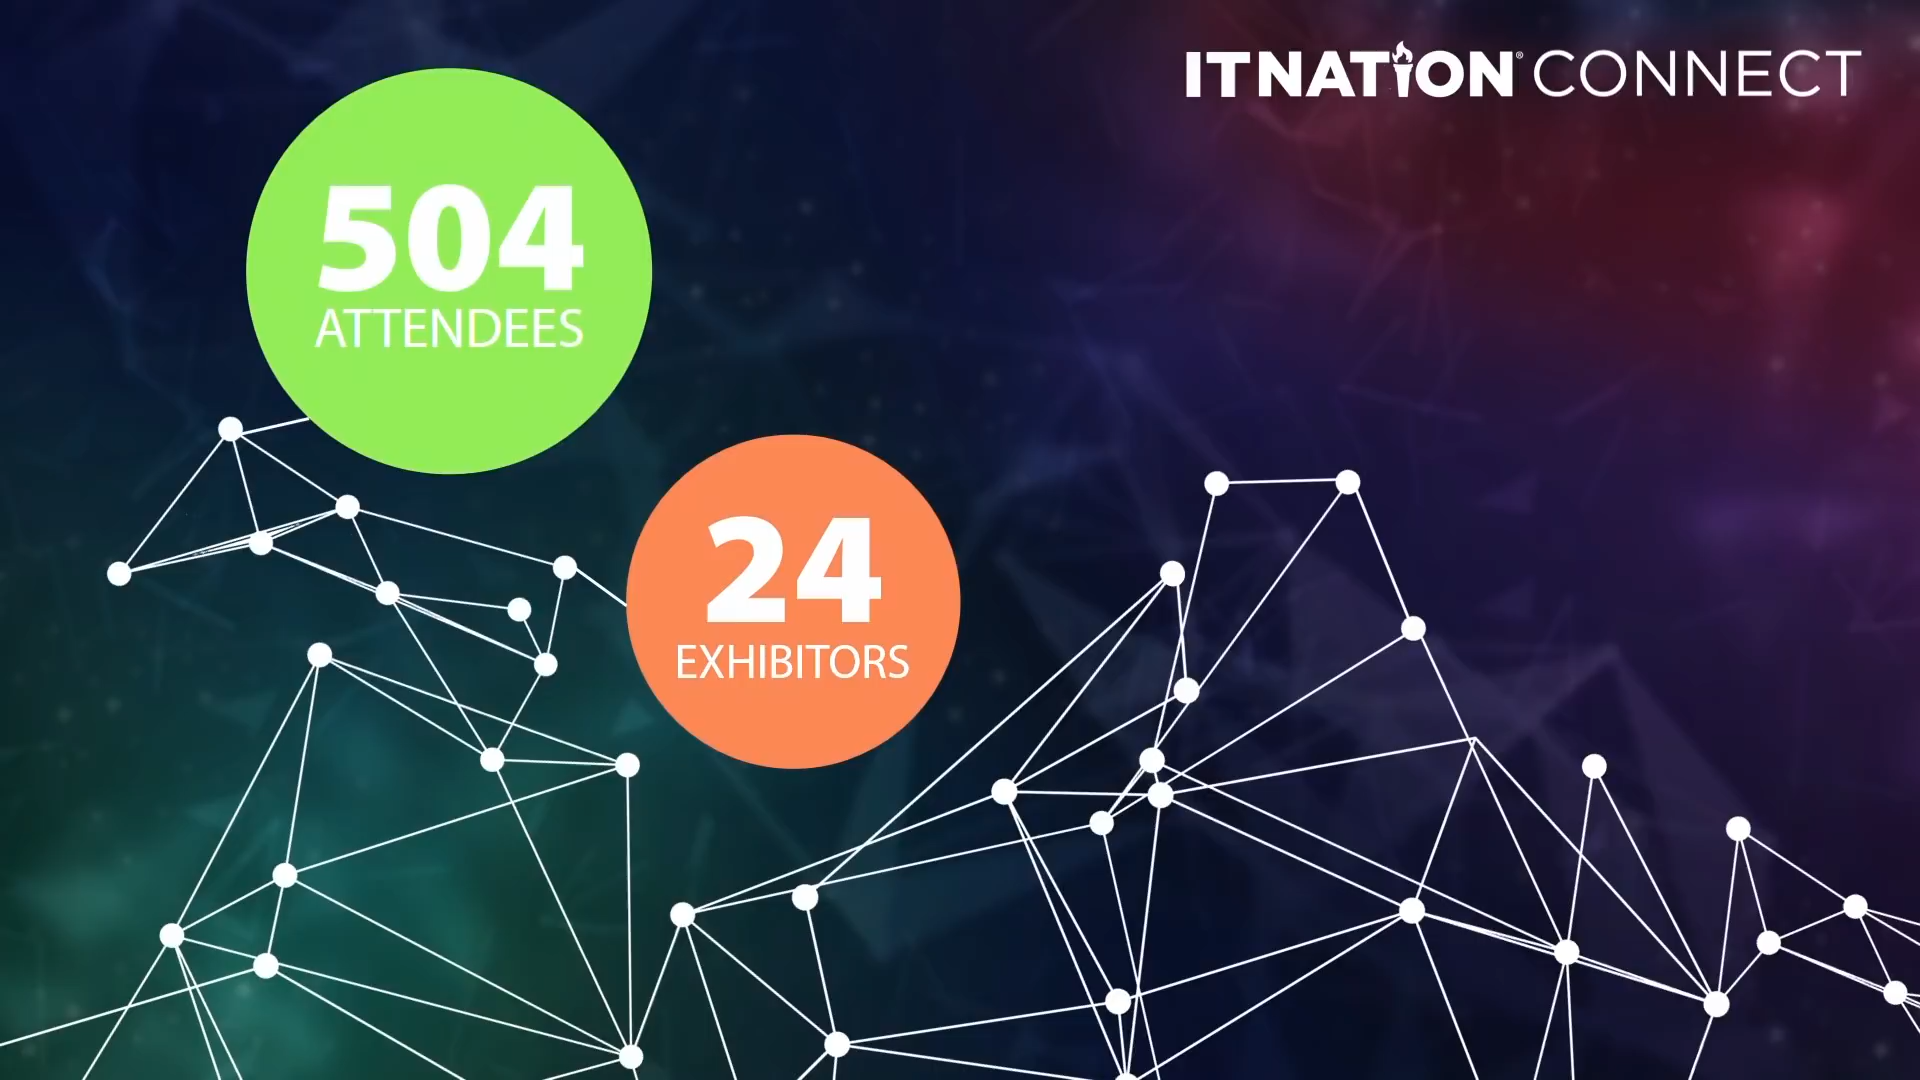 ITNATION® CONNECT
504
ATTENDEES
24
EXHIBITORS